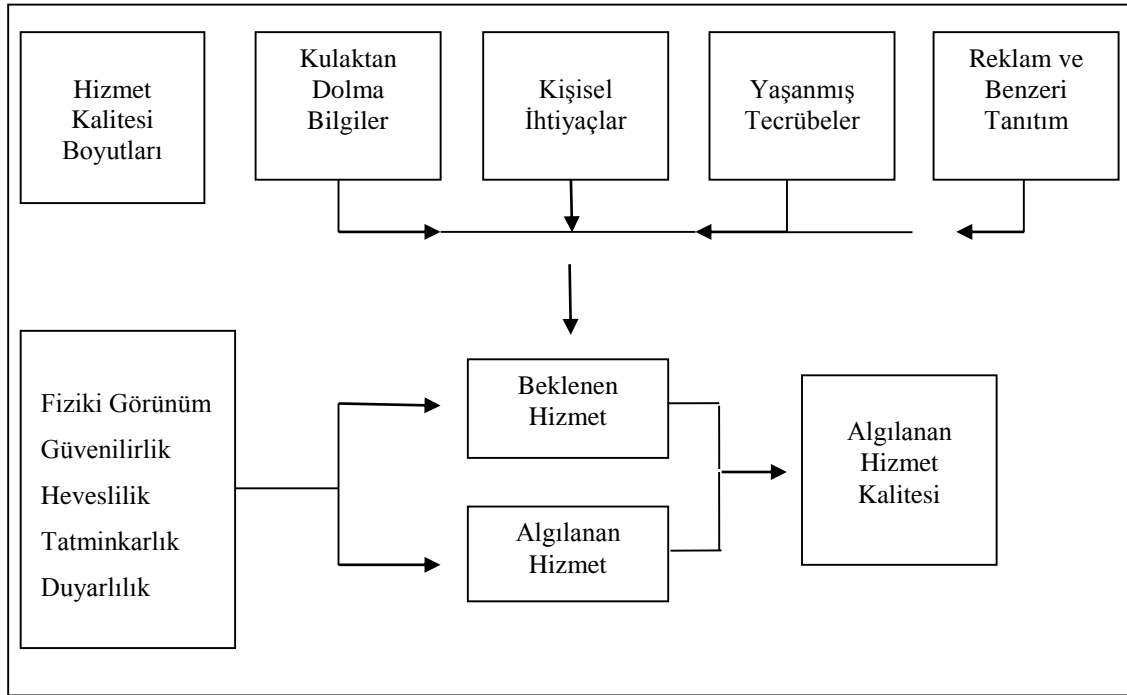 Hizmet
Kalitesi
Boyutları
Kulaktan
Dolma
Bilgiler
Kişisel
İhtiyaçlar
Yaşanmış
Tecrübeler
Reklam ve
Benzeri
Tanıtım
Fiziki Görünüm
Güvenilirlik
Heveslilik
Tatminkarlık
Duyarlılık
Beklenen
Hizmet
Algılanan
Hizmet
Algılanan
Hizmet
Kalitesi